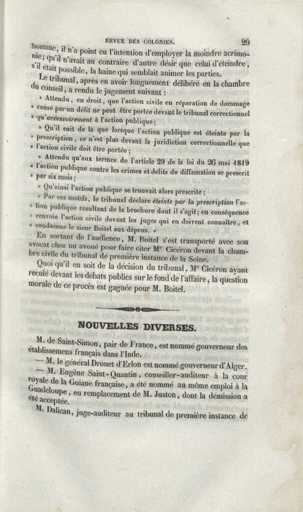 REVUE DES COLONIES. 29
homme, il n'a point eu l'intention d'employer la moindre acrimo-
nie; qu'il n'avait au contraire d'autre désir que celui d'éteindre,
s'il était possible, la haine qui semblait animer les parties.
Le tribunal, après en avoir longuement délibéré en la chambre
du conseil, a rendu le jugement suivant :
« Attendu, en droit, que l'action civile en réparation de dommage
« causé par un délit ne peut être portée devant le tribunal correctionnel
« qu'accessoirement à l'action publique;
« Qu'il suit de là que lorsque l'action publique est éteinte par la
« prescription, ce n'est plus devant la juridiction correctionnelle que
« l'action civile doit être portée;
« Attendu qu'aux termes de l'article 29 de la loi du 26 mai 1819
« l'action publique contre les crimes et délits de diffamation se prescrit
« par six mois;
« Qu'ainsi l'action publique se trouvait alors prescrite;
« Par ces motifs, le tribunal déclare éteinte par la prescription l'ac-
« tion publique résultant de la brochure dont il s'agit; en conséquence
« renvoie l'action civile devant les juges qui en doivent connaître, et
« condamne le sieur Boitel aux dépens. »
En sortant de l'audience, M. Boitel s'est transporté avec son
avocat chez un avoué pour faire citer Me Cicéron devant la cham-
bre civile du tribunal de première instance de la Seine.
Quoi qu'il en soit de la décision du tribunal, Me Cicéron ayant
reculé devant les débats publics sur le fond de l'affaire, la question
morale de ce procès est gagnée pour M. Boitel.
NOUVELLES DIVERSES.
M. de Saint-Simon, pair de France, est nommé gouverneur des
établissemens français dans l'Inde.
— M. le général Drouet d'Erlon est nommé gouverneur d'Alger.
— M. Eugène Saint-Quantin, conseiller-auditeur à la cour
royale de la Goiane française, a été nommé au même emploi à la
Guadeloupe, en remplacement de M. Juston, dont la démission a
été acceptée.
M. Dalican, juge-auditeur au tribunal de première instance de